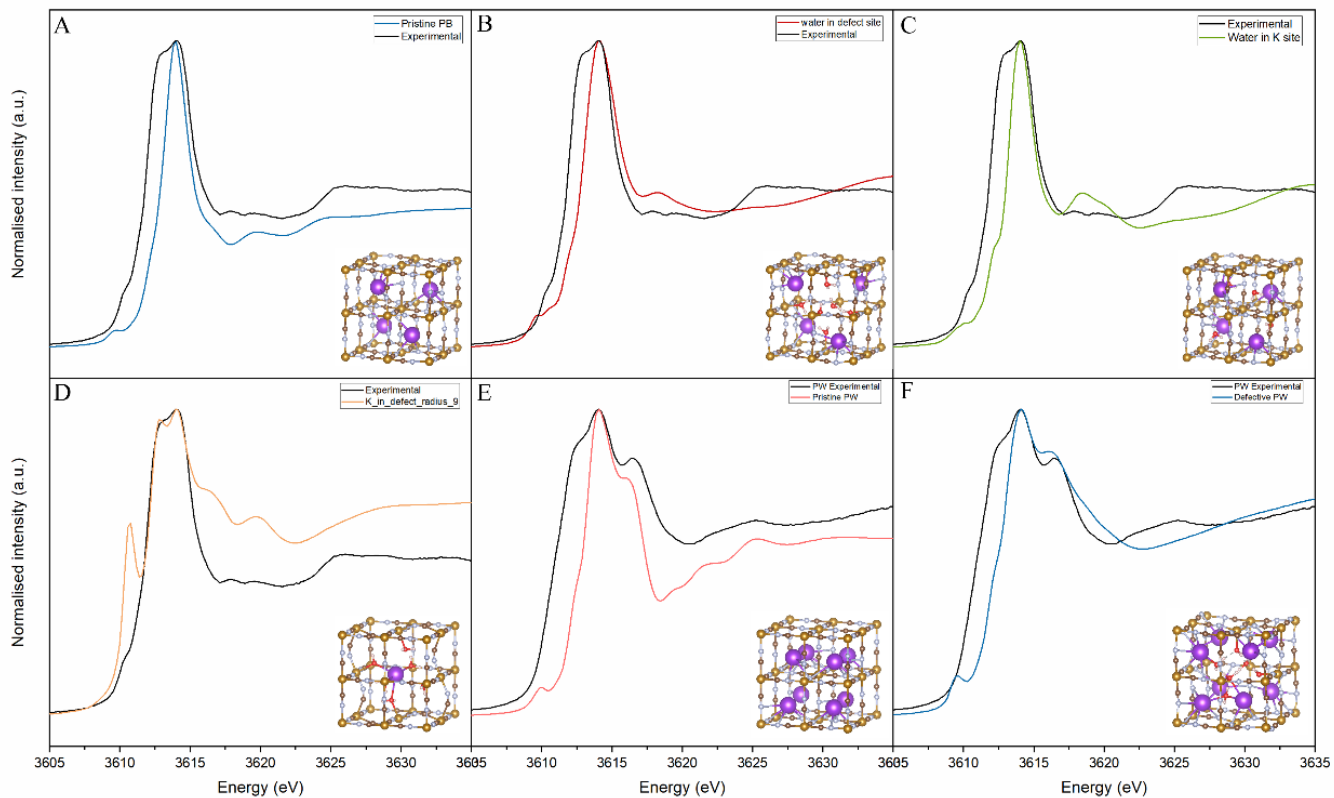 A
Pristine PB
Experimental
B
water in defect site
Experimental
C
Experimental
Water in K site
Normalised intensity (a.u.)
D
Experimental
K_in_defect_radius_9
E
PW Experimental
Pristine PW
F
PW Experimental
Defective PW
Normalised intensity (a.u.)
3605 3610 3615 3620 3625 3630 3610 3615 3620 3625 3630 3610 3615 3620 3625 3630 3635
Energy (eV) Energy (eV) Energy (eV)